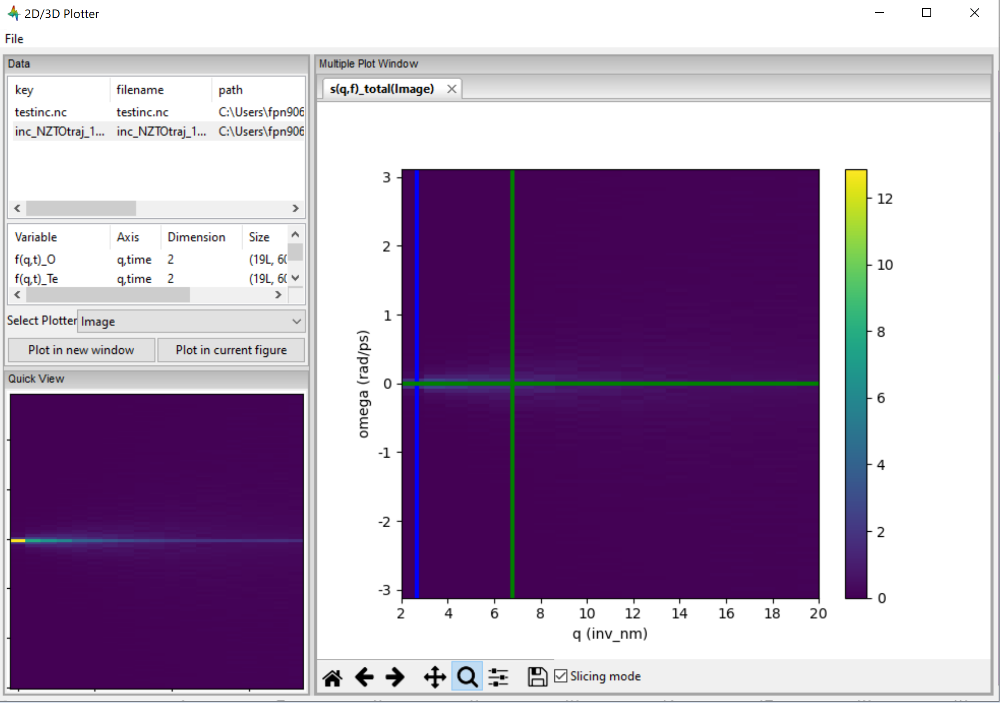 2D/3D Plotter
File
Data
key filename path
testinc.nc testinc.nc C:\Users\fpn906
inc_NZTOtraj_1... inc_NZTOtraj_1... C:\Users\fpn906
Variable Axis Dimension Size
f(q,t)_O q,time 2 (19L, 60
f(q,t)_Te q,time 2 (19L, 60
Select Plotter Image
Plot in new window Plot in current figure
Quick View
Multiple Plot Window
s(q,f)_total(Image)
3
2
1
0
-1
-2
-3
omega (rad/ps)
2 4 6 8 10 12 14 16 18 20
q (inv_nm)
12
10
8
6
4
2
0
Slicing mode